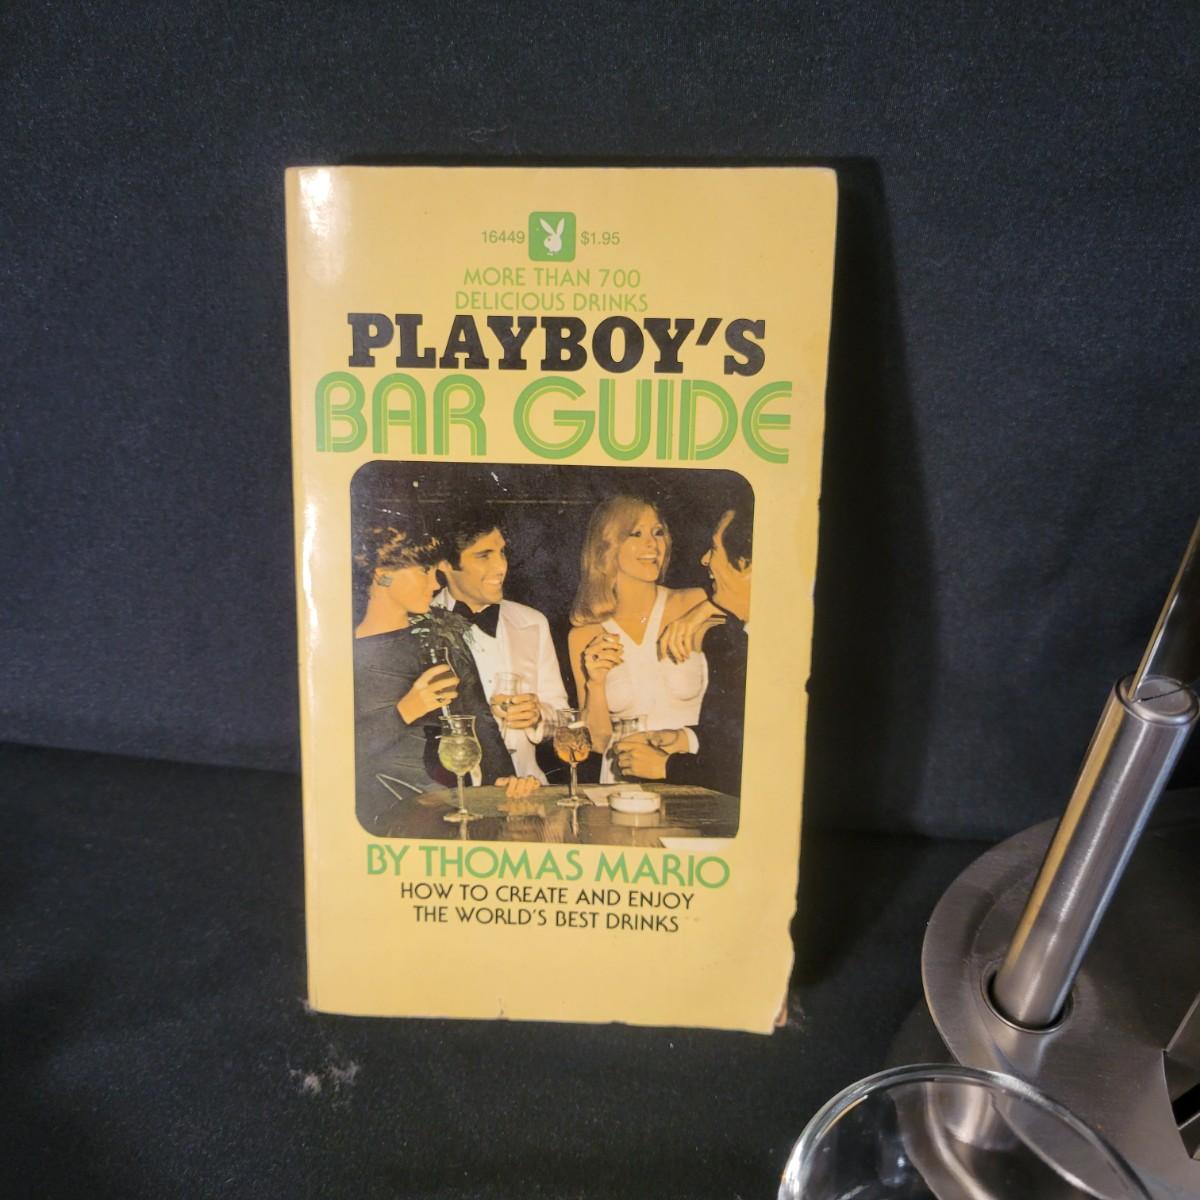 16449 $1.95
MORE THAN 700
DELICIOUS DRINKS
PLAYBOY'S
BAR GUIDE
BY THOMAS MARIO
HOW TO CREATE AND ENJOY
THE WORLD'S BEST DRINKS